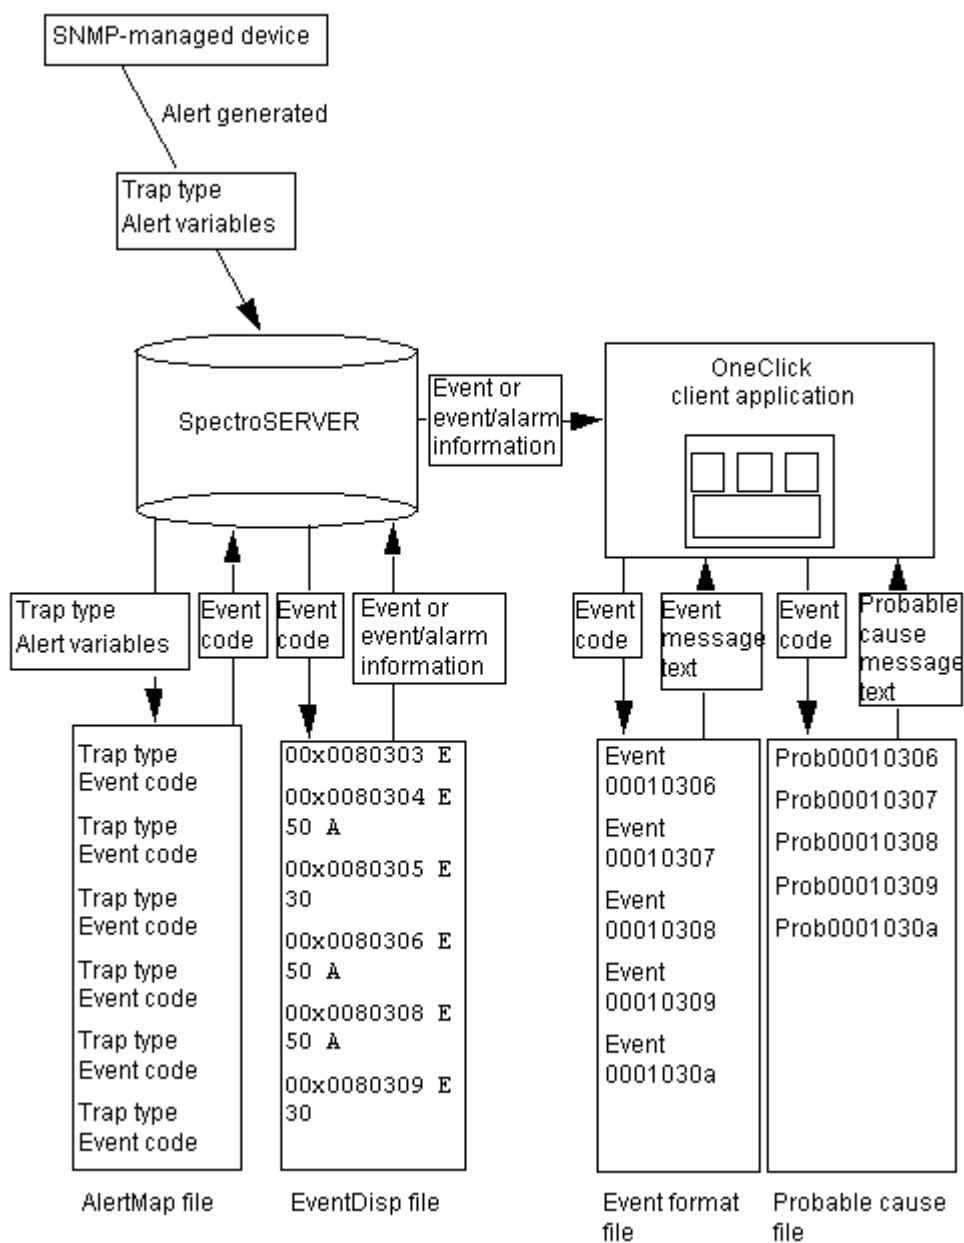 SNMP-managed device
Alert generated
Trap type
Alert variables
SpectroSERVER
Event or
event/alarm
information
OneClick
client application
Trap type
Alert variables
Event
code
Event
code
Event or
event/alarm
information
Event
code
Event
message
text
Event
code
Probable
cause
message
text
Trap type
Event code
Trap type
Event code
Trap type
Event code
Trap type
Event code
Trap type
Event code
Trap type
Event code
00x0080303 E
00x0080304 E
50 A
00x0080305 E
30
00x0080306 E
50 A
00x0080308 E
50 A
00x0080309 E
30
Event
00010306
Event
00010307
Event
00010308
Event
00010309
Event
0001030a
Prob00010306
Prob00010307
Prob00010308
Prob00010309
Prob0001030a
AlertMap file
EventDisp file
Event format
file
Probable cause
file